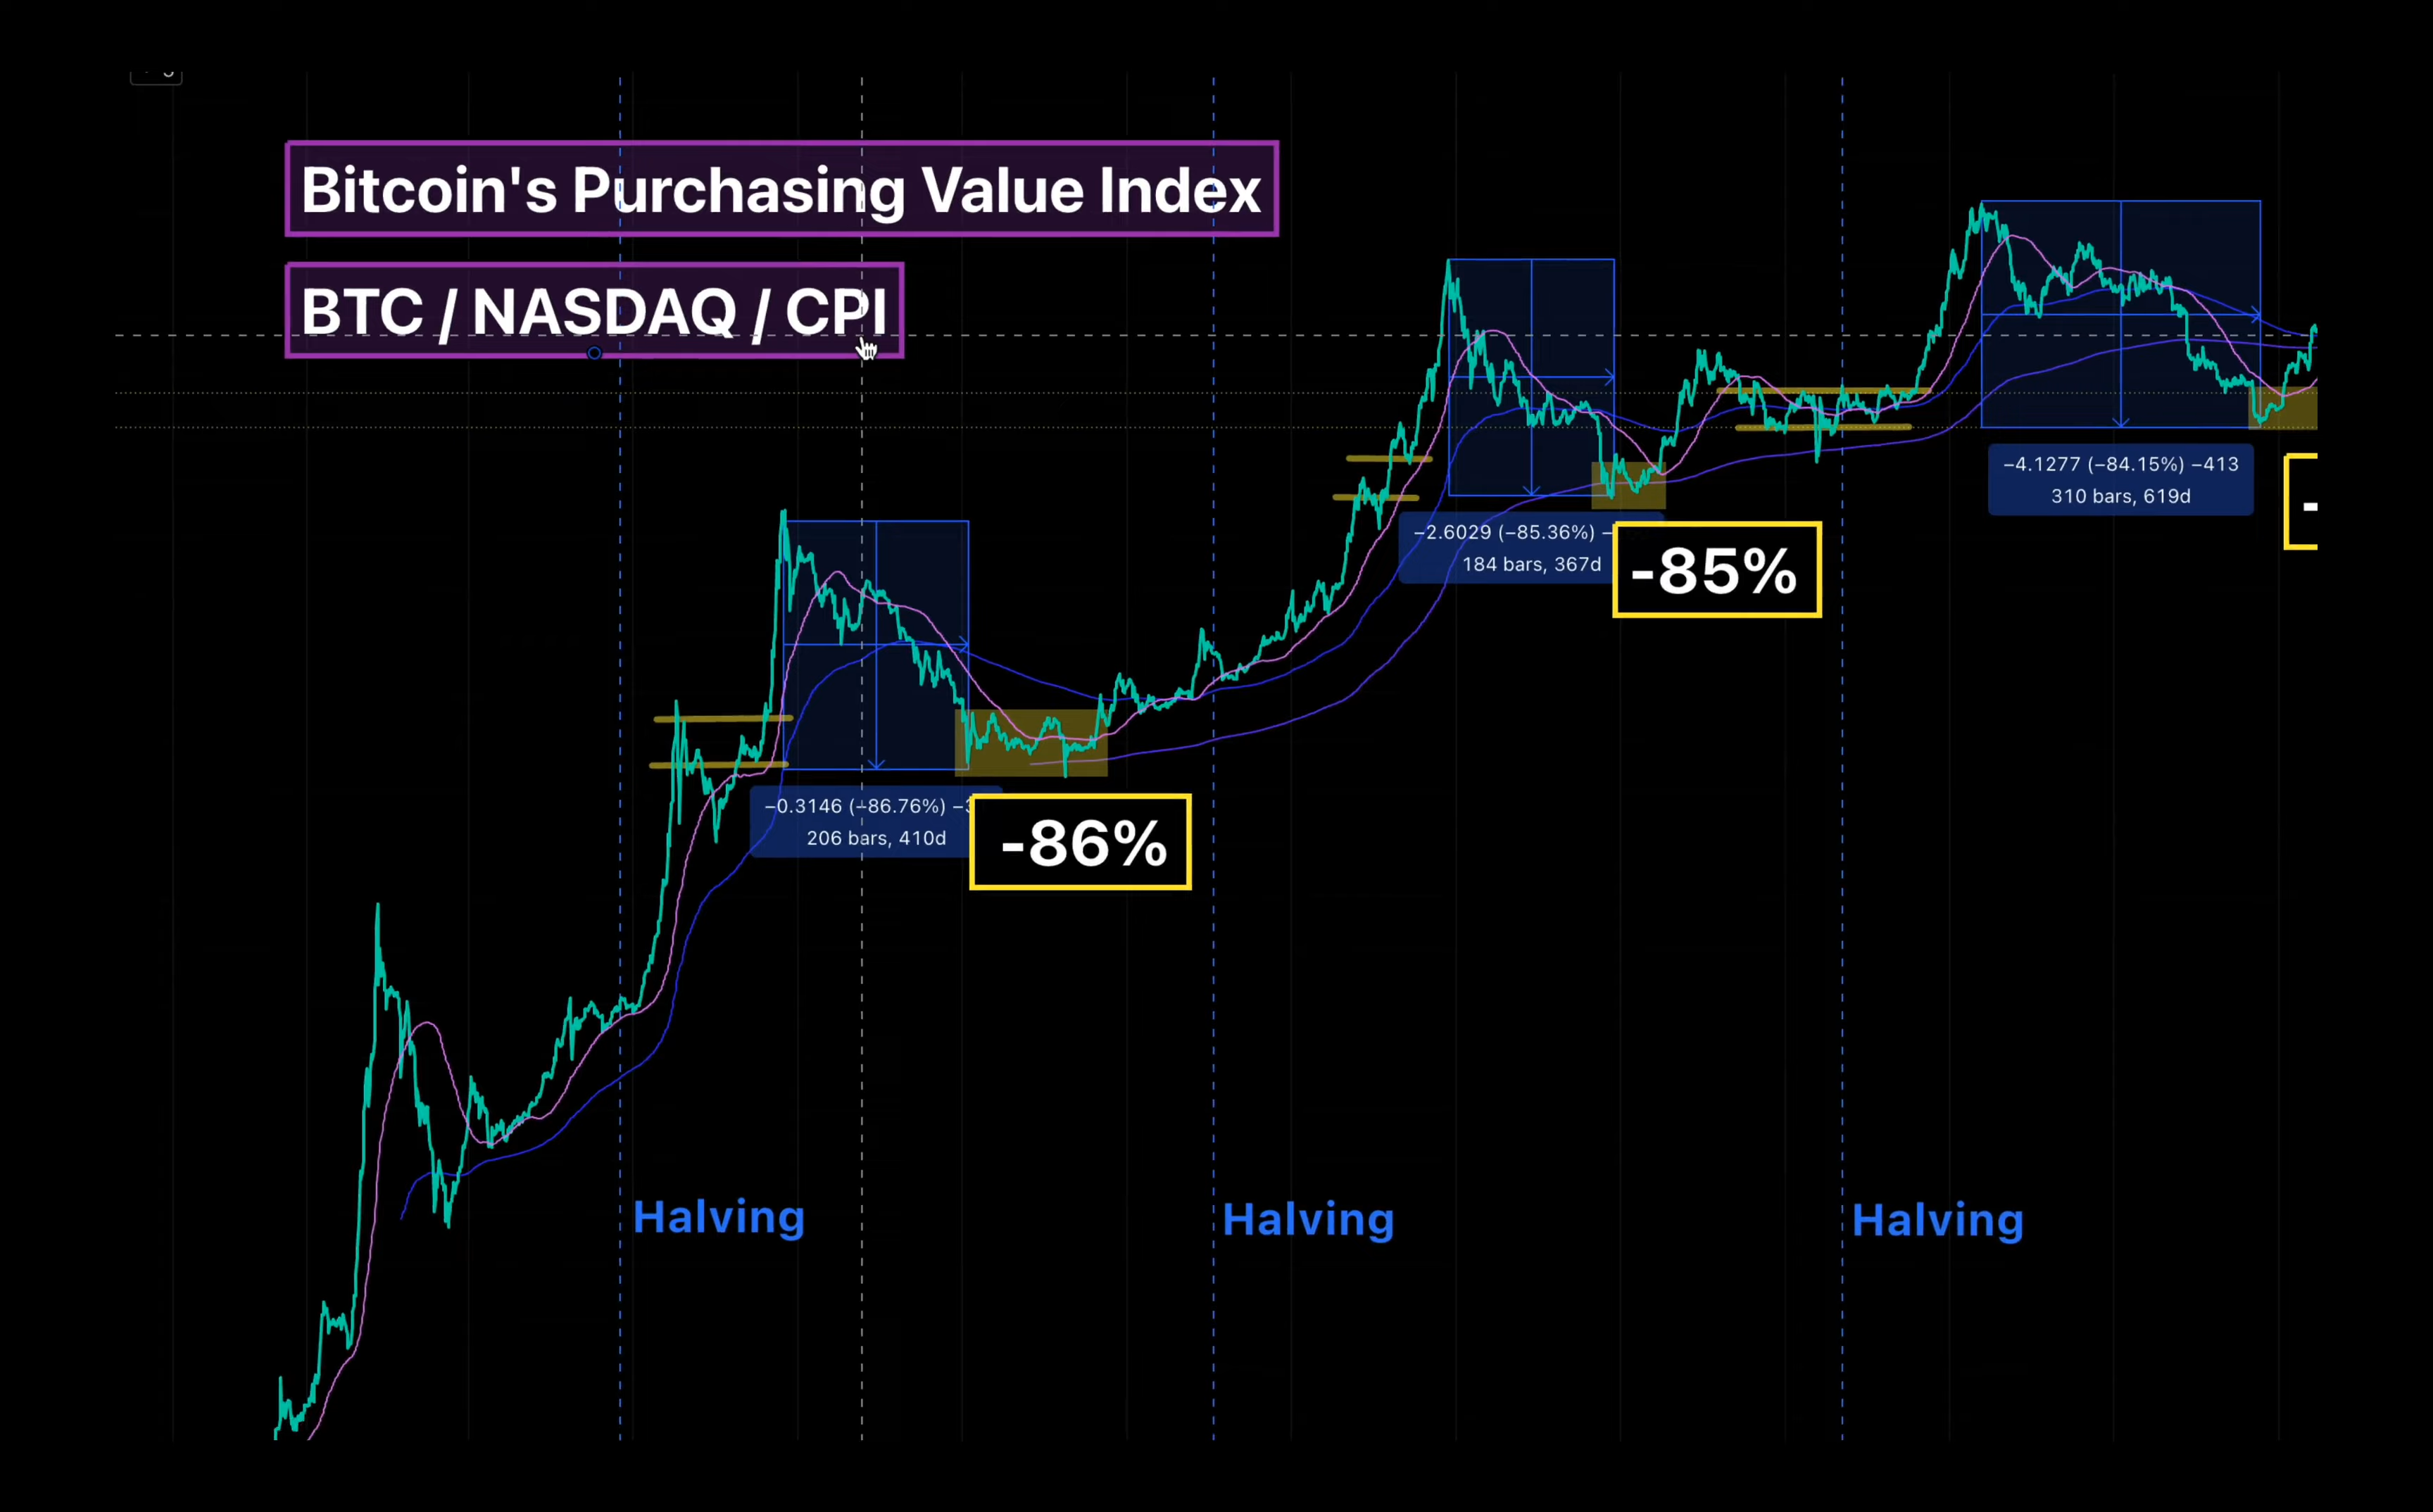 Bitcoin's Purchasing Value Index
BTC / NASDAQ / CPI
−4.1277 (−84.15%) −413
310 bars, 619d
−2.6029 (−85.36%) −
184 bars, 367d
-85%
−0.3146 (−86.76%) −3
206 bars, 410d
-86%
Halving
Halving
Halving